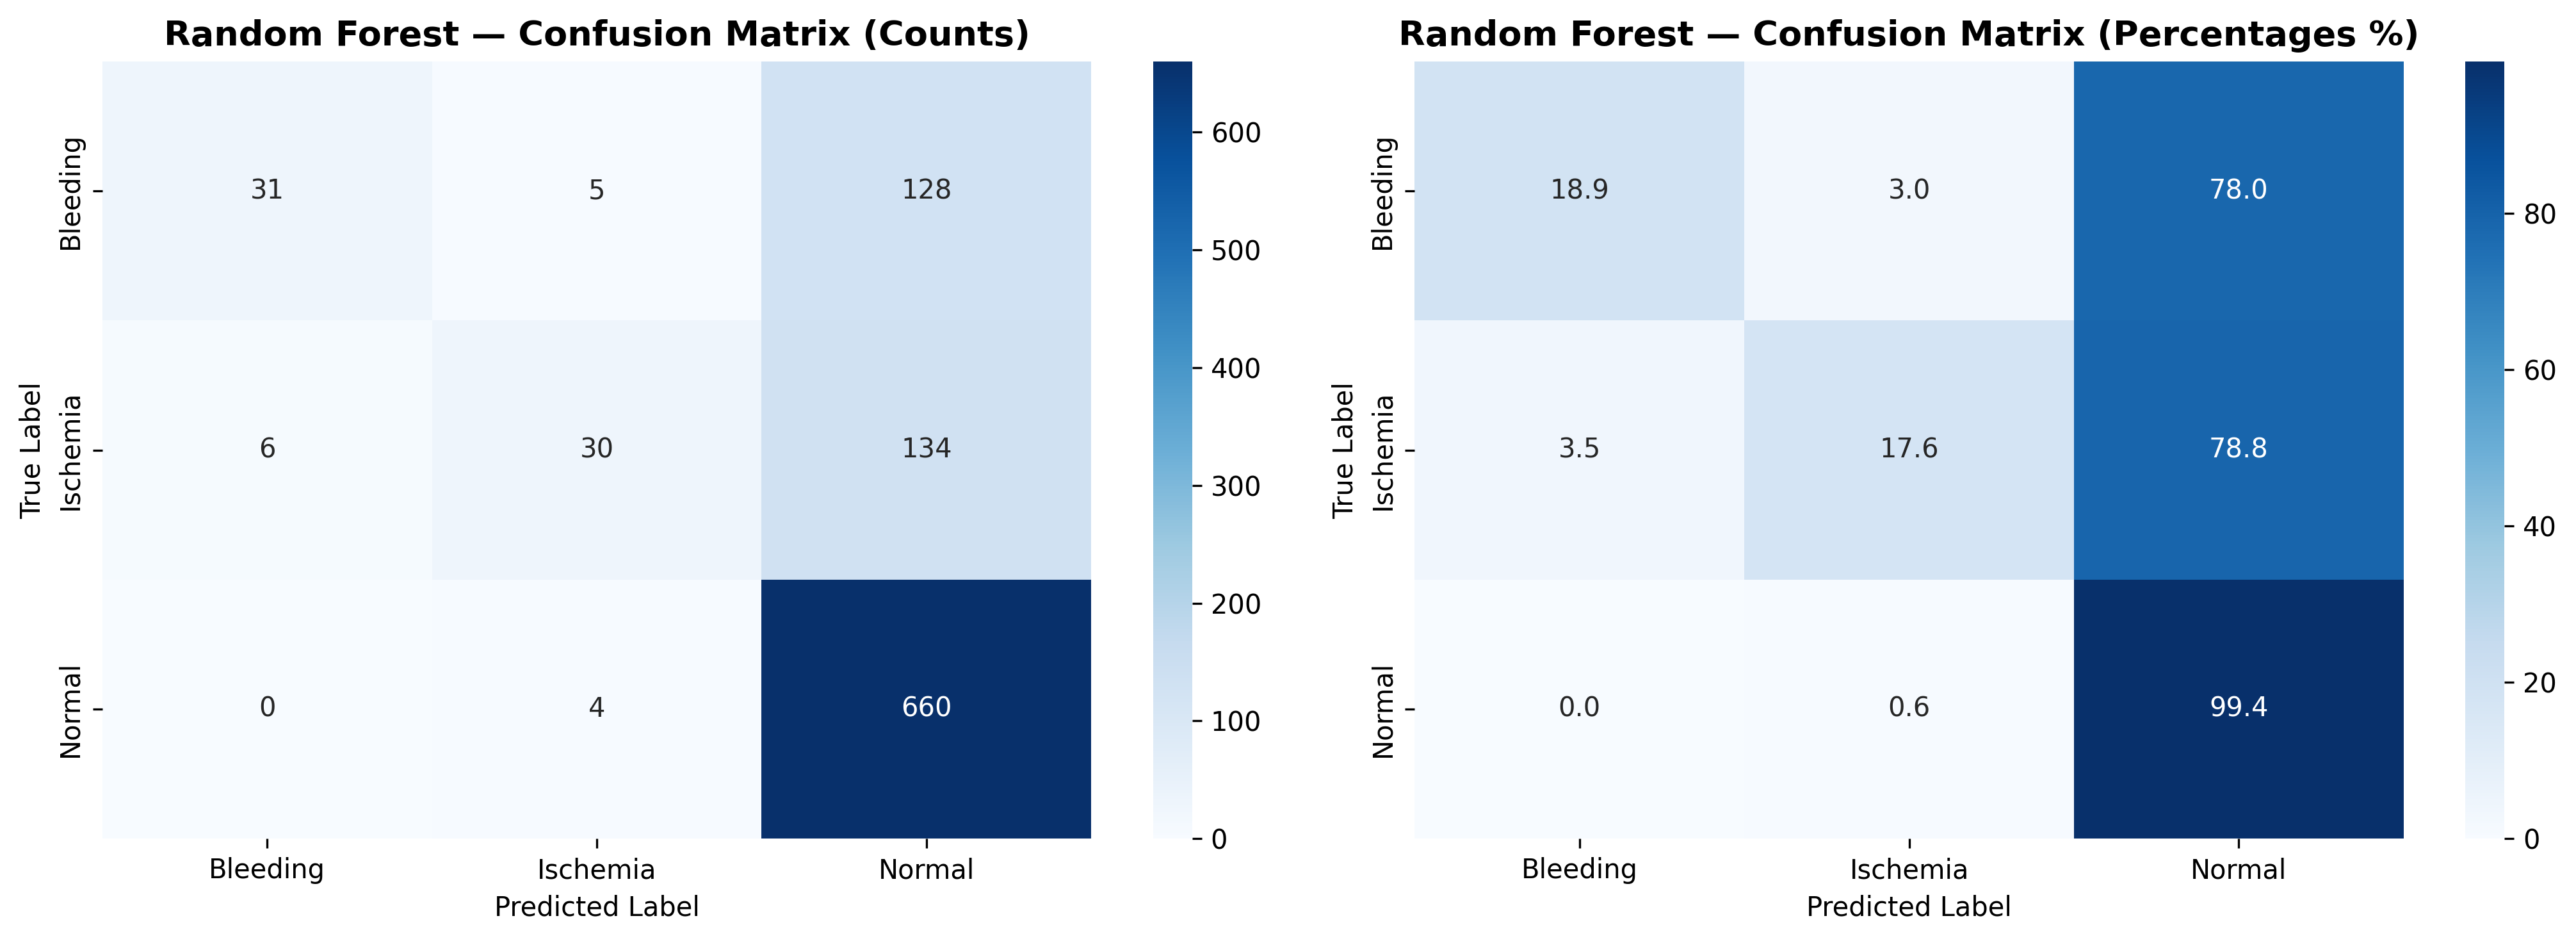 Random Forest — Confusion Matrix (Counts)
True Label
Bleeding
Ischemia
Normal
31 5 128
6 30 134
0 4 660
Bleeding Ischemia Normal
Predicted Label
600
500
400
300
200
100
0
Random Forest — Confusion Matrix (Percentages %)
True Label
Bleeding
Ischemia
Normal
18.9 3.0 78.0
3.5 17.6 78.8
0.0 0.6 99.4
Bleeding Ischemia Normal
Predicted Label
80
60
40
20
0